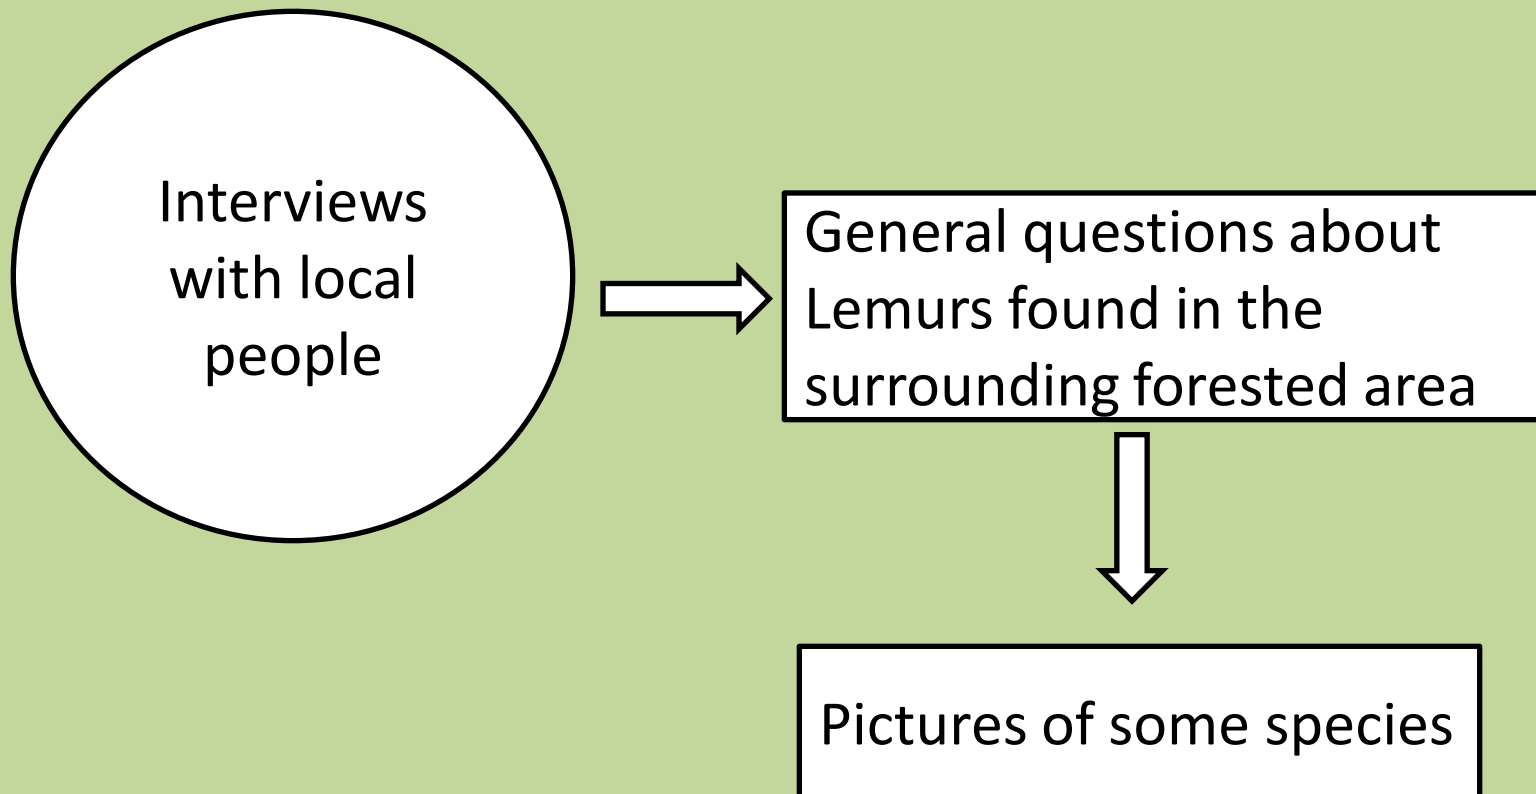 Interviews
with local
people
General questions about
Lemurs found in the
surrounding forested area
Pictures of some species